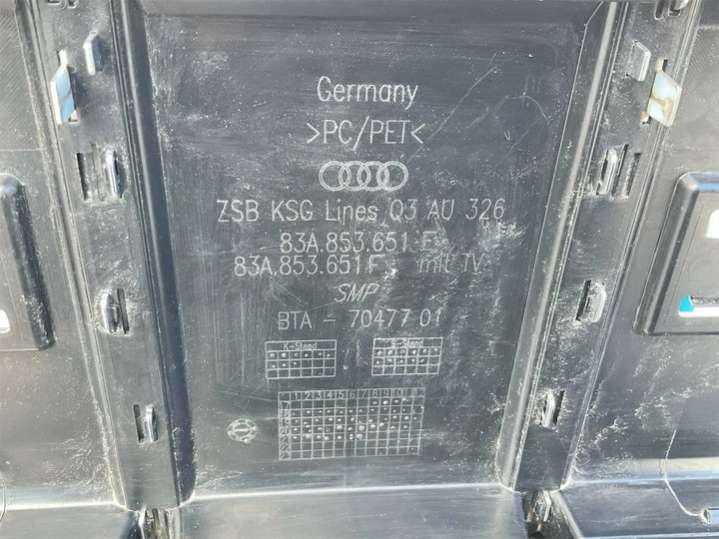 Germany
>PC/PET<
ZSB KSG Lines Q3 AU 326
83A.853.651 F
83A.853.651 F mit TV
SMP
BTA - 70477 01
K-Stand